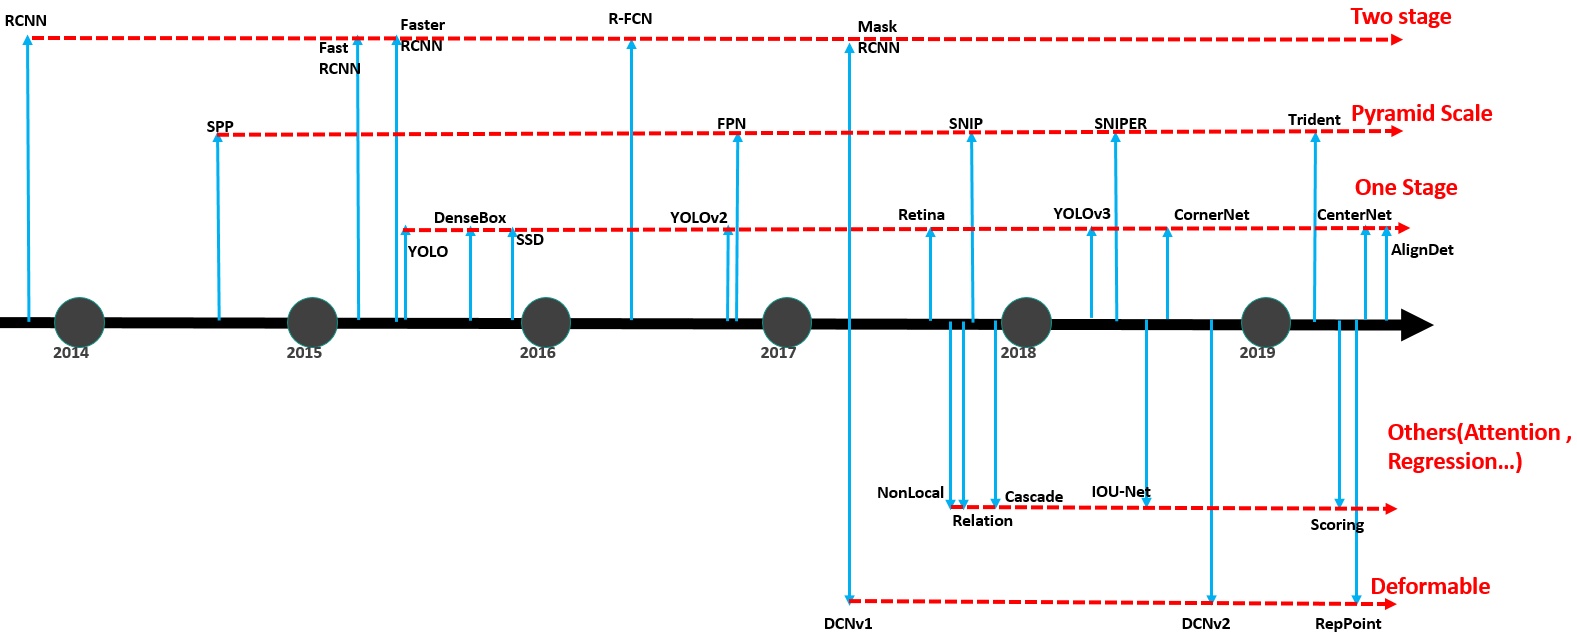 RCNN
Fast
RCNN
Faster
RCNN
R-FCN
Mask
RCNN
Two stage
SPP
FPN
SNIP
SNIPER
Trident
Pyramid Scale
YOLO
DenseBox
SSD
YOLOv2
Retina
YOLOv3
CornerNet
CenterNet
AlignDet
One Stage
2014
2015
2016
2017
2018
2019
NonLocal
Relation
Cascade
IOU-Net
Scoring
Others(Attention ,
Regression...)
DCNv1
DCNv2
RepPoint
Deformable